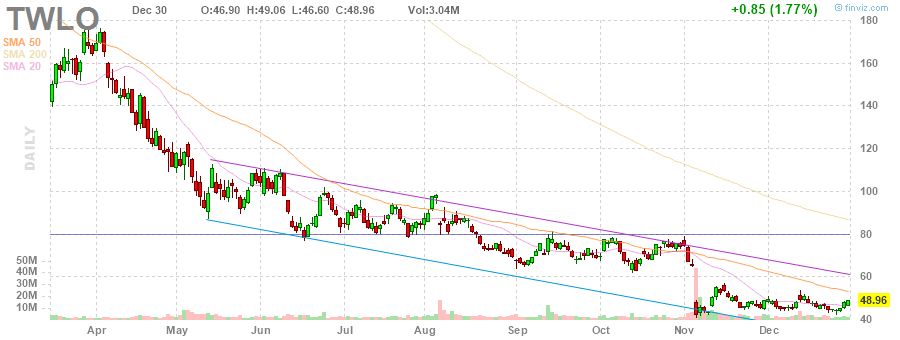 TWLO Dec 30 O:46.90 H:49.06 L:46.60 C:48.96 Vol:3.04M +0.85 (1.77%) finviz.com
SMA 50
SMA 200
SMA 20
DAILY
180
160
140
120
100
80
60
48.96
40
50M
40M
30M
20M
10M
Apr May Jun Jul Aug Sep Oct Nov Dec